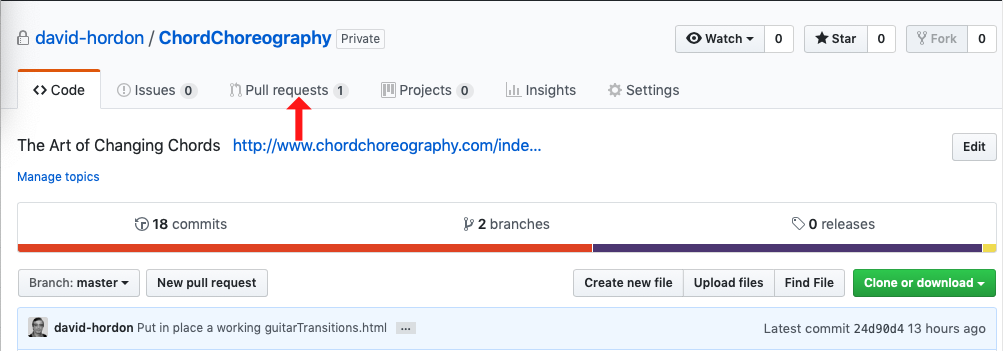 david-hordon / ChordChoreography Private Watch 0 Star 0 Fork 0
Code Issues 0 Pull requests 1 Projects 0 Insights Settings
The Art of Changing Chords http://www.chordchoreography.com/inde... Edit
Manage topics
18 commits 2 branches 0 releases
Branch: master New pull request Create new file Upload files Find File Clone or download
david-hordon Put in place a working guitarTransitions.html ... Latest commit 24d90d4 13 hours ago